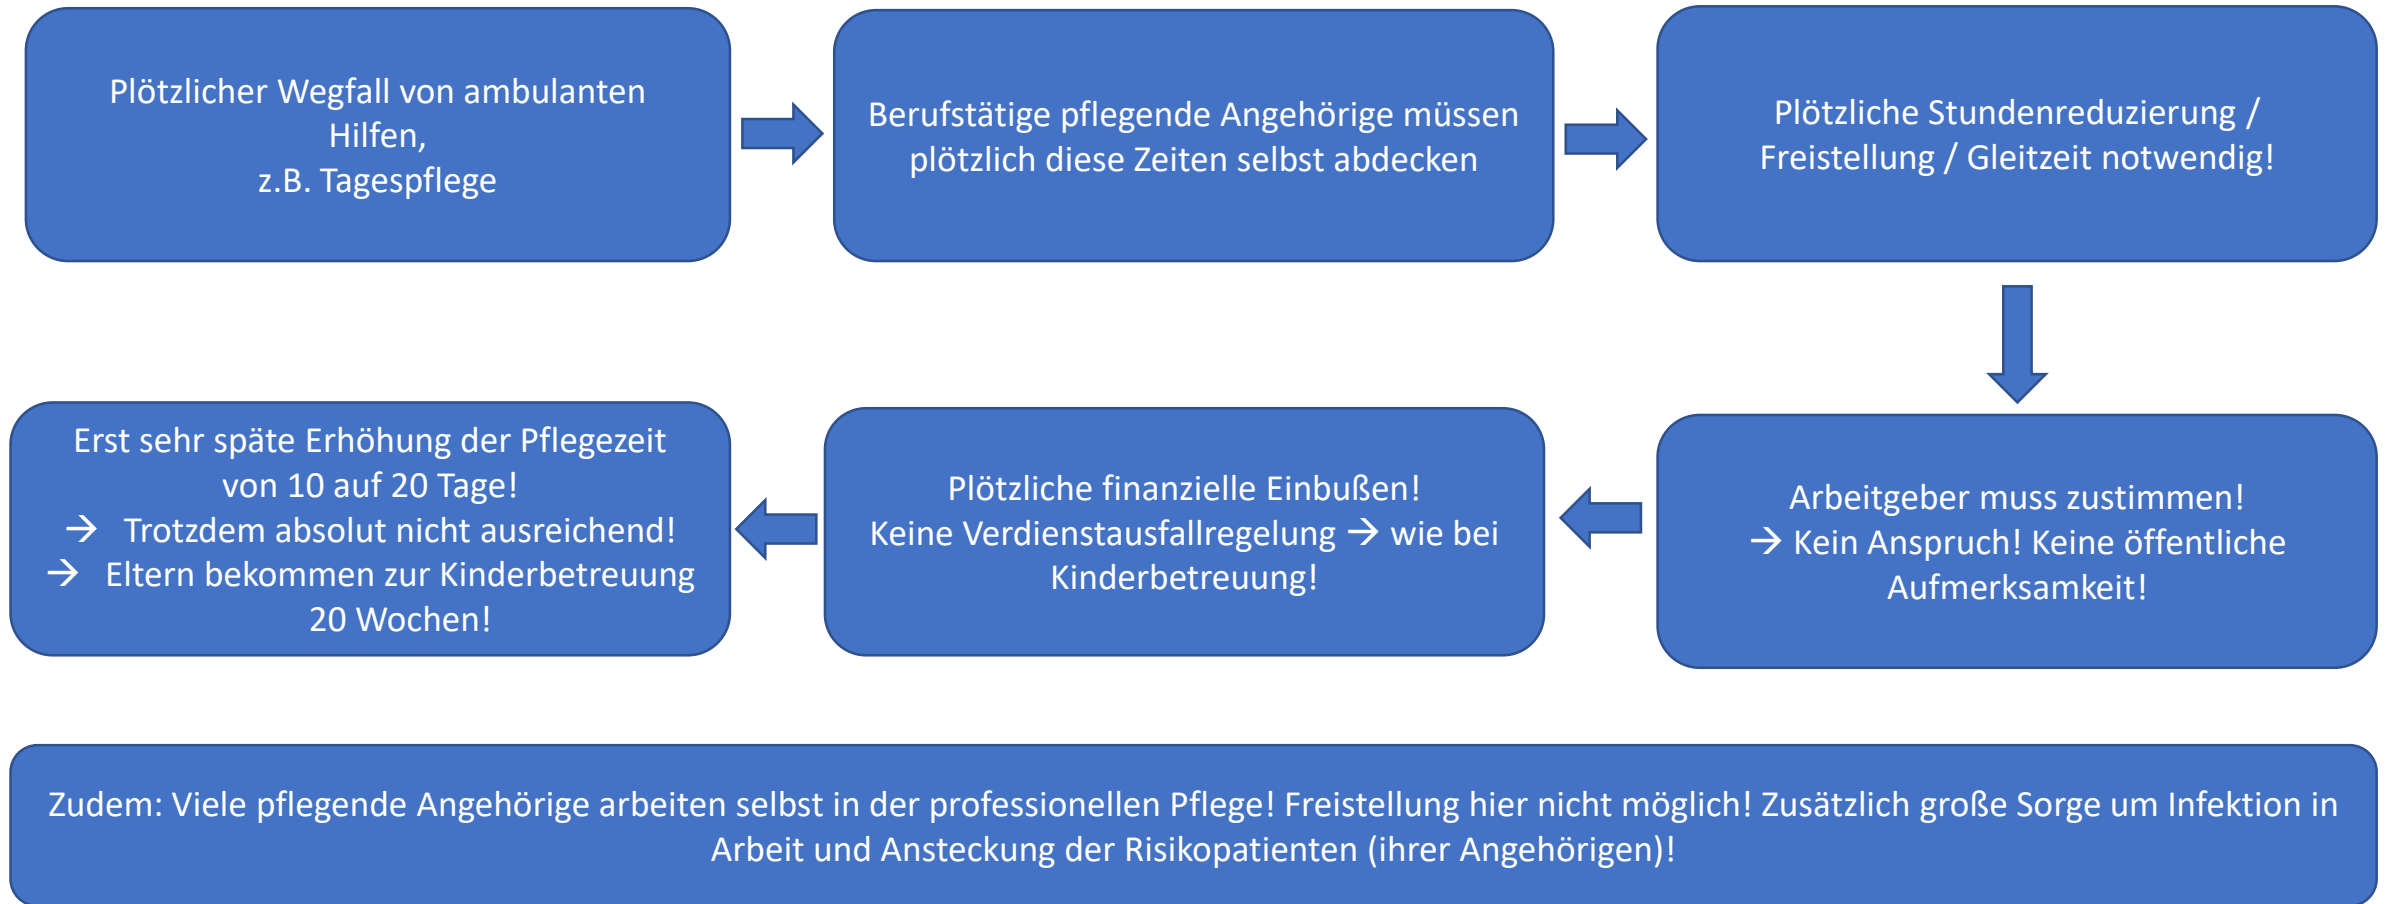 Plötzlicher Wegfall von ambulanten
Hilfen,
z.B. Tagespflege
Berufstätige pflegende Angehörige müssen
plötzlich diese Zeiten selbst abdecken
Plötzliche Stundenreduzierung /
Freistellung / Gleitzeit notwendig!
Arbeitgeber muss zustimmen!
→ Kein Anspruch! Keine öffentliche
Aufmerksamkeit!
Plötzliche finanzielle Einbußen!
Keine Verdienstausfallregelung → wie bei
Kinderbetreuung!
Erst sehr späte Erhöhung der Pflegezeit
von 10 auf 20 Tage!
→ Trotzdem absolut nicht ausreichend!
→ Eltern bekommen zur Kinderbetreuung
20 Wochen!
Zudem: Viele pflegende Angehörige arbeiten selbst in der professionellen Pflege! Freistellung hier nicht möglich! Zusätzlich große Sorge um Infektion in
Arbeit und Ansteckung der Risikopatienten (ihrer Angehörigen)!